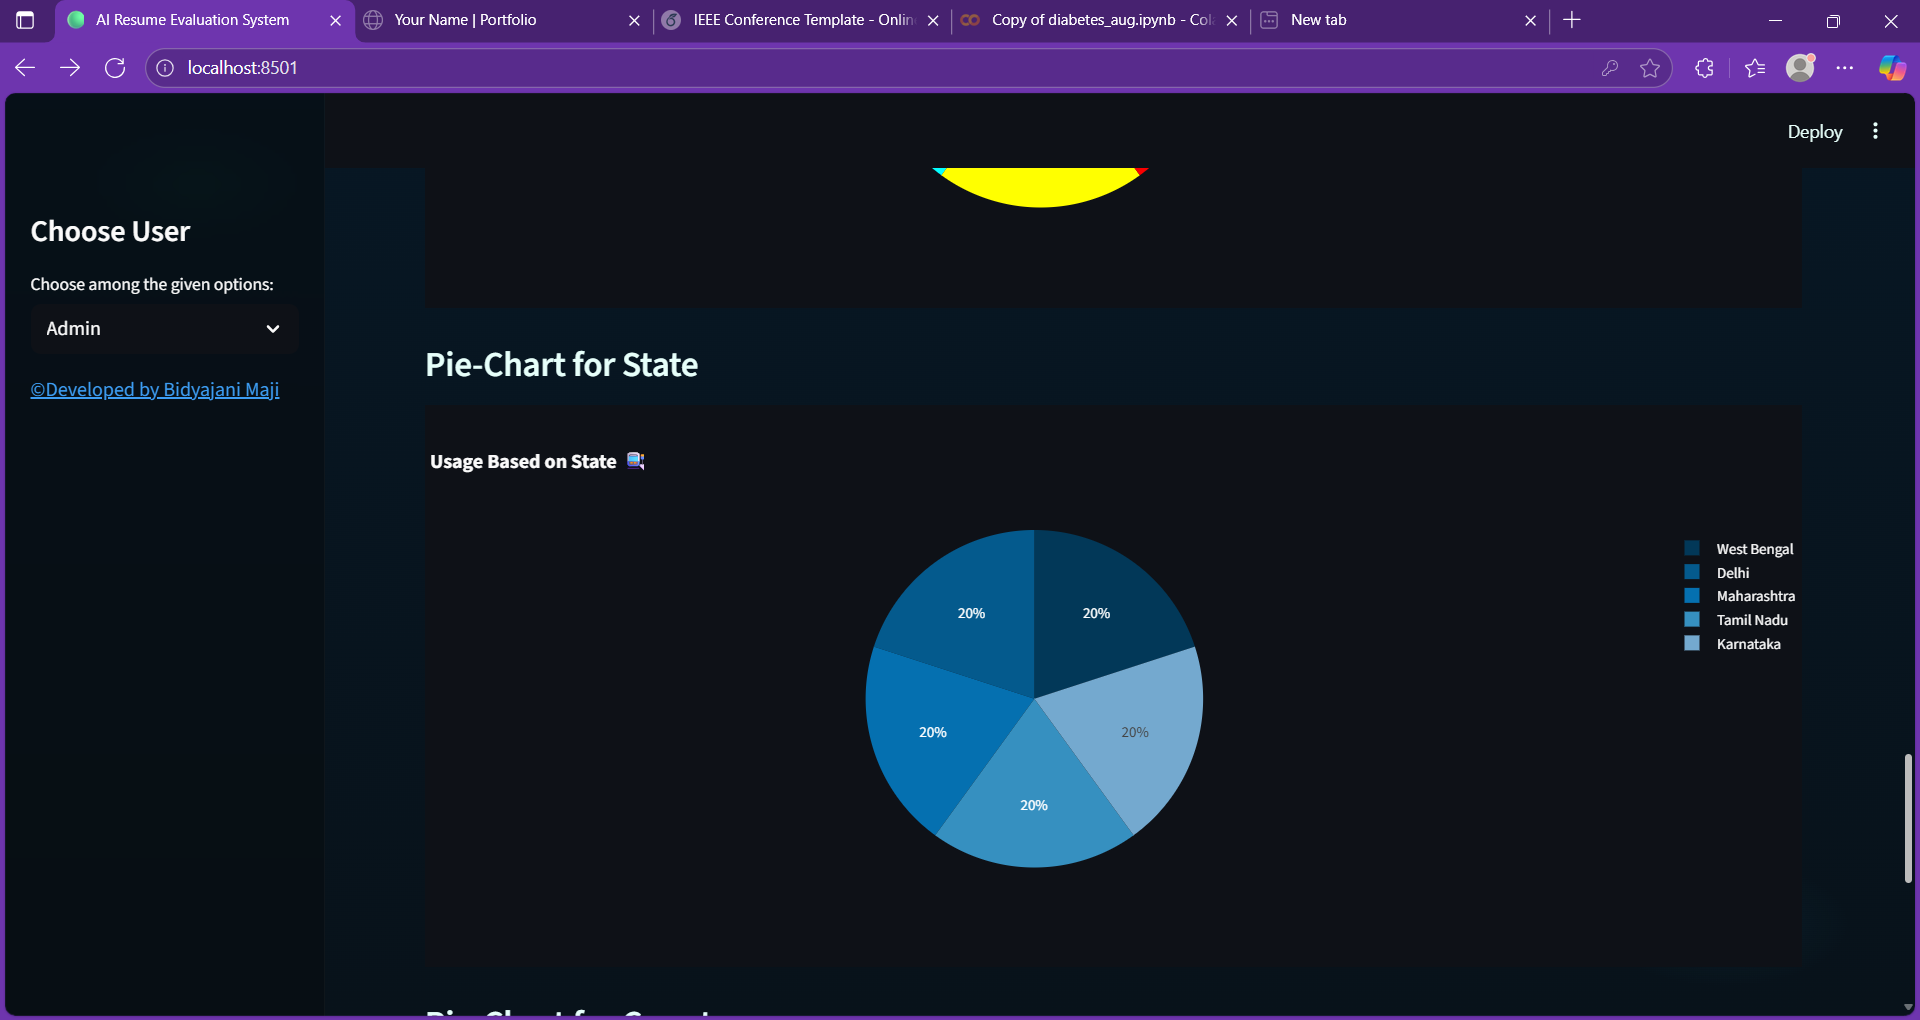 AI Resume Evaluation System
Your Name | Portfolio
IEEE Conference Template - Onlin
Copy of diabetes_aug.ipynb - Col
New tab
localhost:8501
Deploy
Choose User
Choose among the given options:
Admin
©Developed by Bidyajani Maji
Pie-Chart for State
Usage Based on State
20%
20%
20%
20%
20%
West Bengal
Delhi
Maharashtra
Tamil Nadu
Karnataka